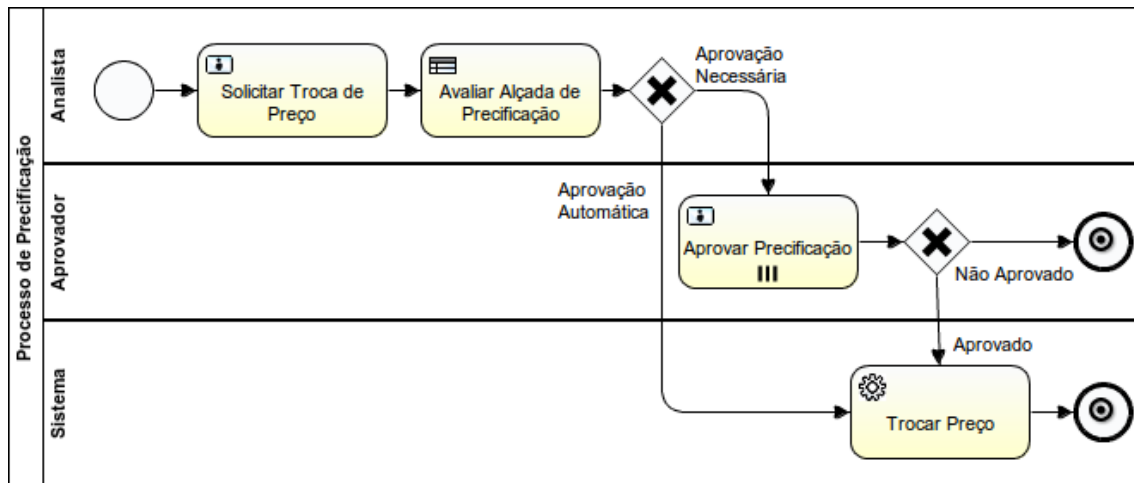 Processo de Precificação
Analista
Solicitar Troca de
Preço
Avaliar Alçada de
Precificação
Aprovação
Necessária
Aprovador
Aprovação
Automática
Aprovar Precificação
Não Aprovado
Sistema
Aprovado
Trocar Preço